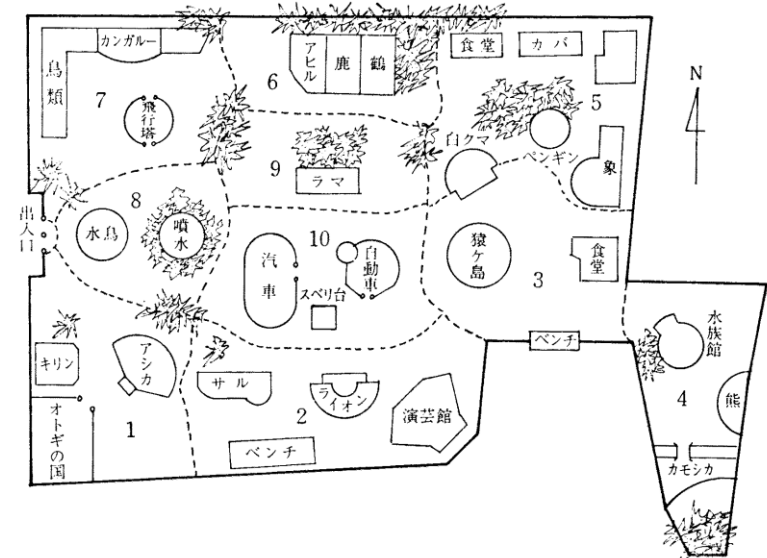 カンガルー
鳥類
7
飛行塔
アヒル
鹿
鶴
6
食堂
カバ
5
ペンギン
白クマ
象
N
9
ラマ
出入口
8
水鳥
噴水
10
汽車
自動車
スベリ台
猿ヶ島
食堂
3
ベンチ
水族館
4
熊
カモシカ
キリン
アシカ
オトギの国
1
サル
2
ライオン
演芸館
ベンチ